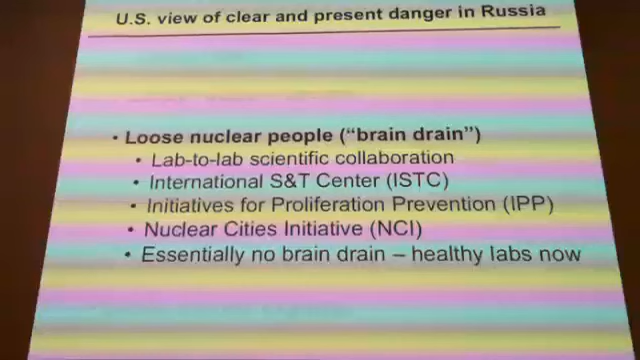 U.S. view of clear and present danger in Russia
• Loose nuclear people (“brain drain”)
• Lab-to-lab scientific collaboration
• International S&T Center (ISTC)
• Initiatives for Proliferation Prevention (IPP)
• Nuclear Cities Initiative (NCI)
• Essentially no brain drain – healthy labs now